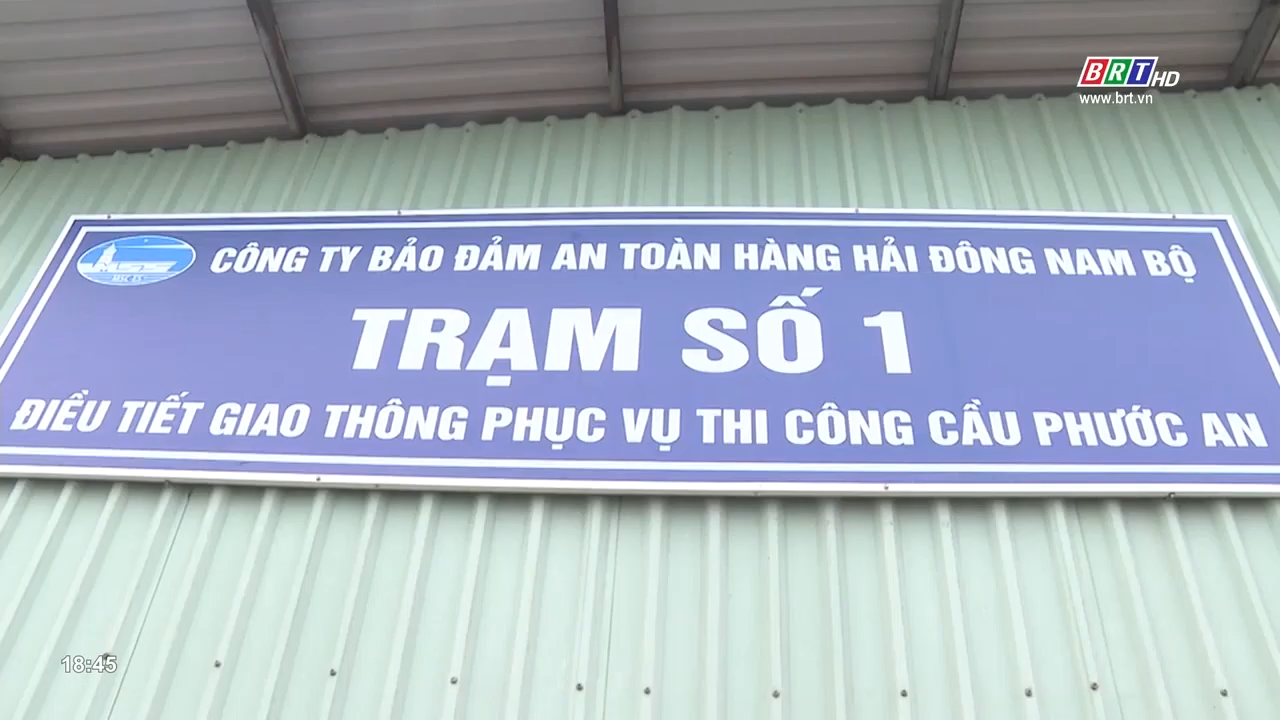 BRT HD
www.brt.vn
CÔNG TY BẢO ĐẢM AN TOÀN HÀNG HẢI ĐÔNG NAM BỘ
TRẠM SỐ 1
ĐIỀU TIẾT GIAO THÔNG PHỤC VỤ THI CÔNG CẦU PHƯỚC AN
18:45